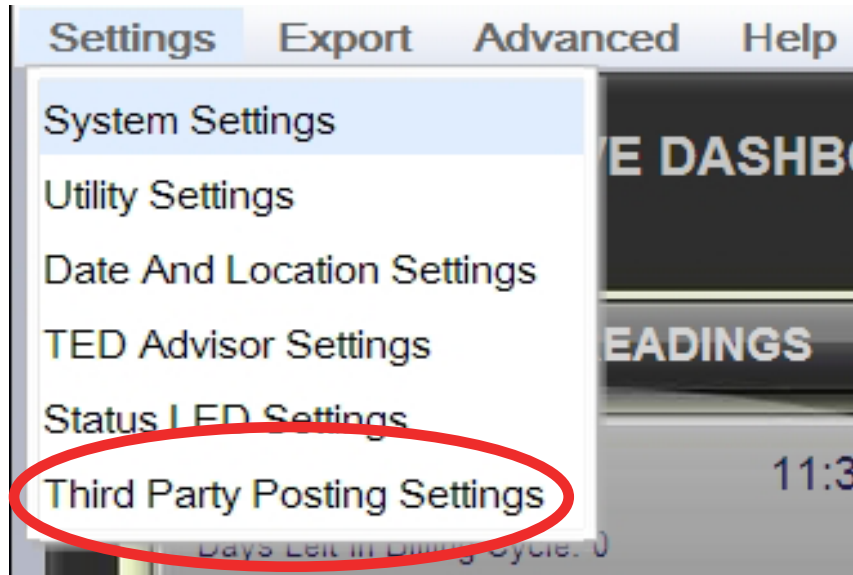 Settings Export Advanced Help
System Settings
E DASHB
Utility Settings
Date And Location Settings
TED Advisor Settings
EADINGS
Status LED Settings
Third Party Posting Settings
11:3
Days Left in Billing Cycle: 0